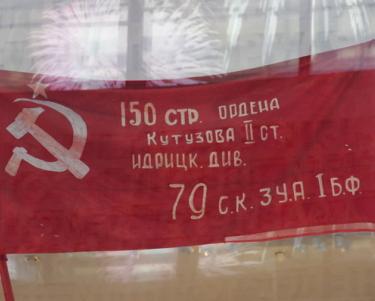 150 СТР. ОРДЕНА
КУТУЗОВА II СТ.
ИДРИЦК. ДИВ.
79 С.К. 3 У.А. I Б.Ф.